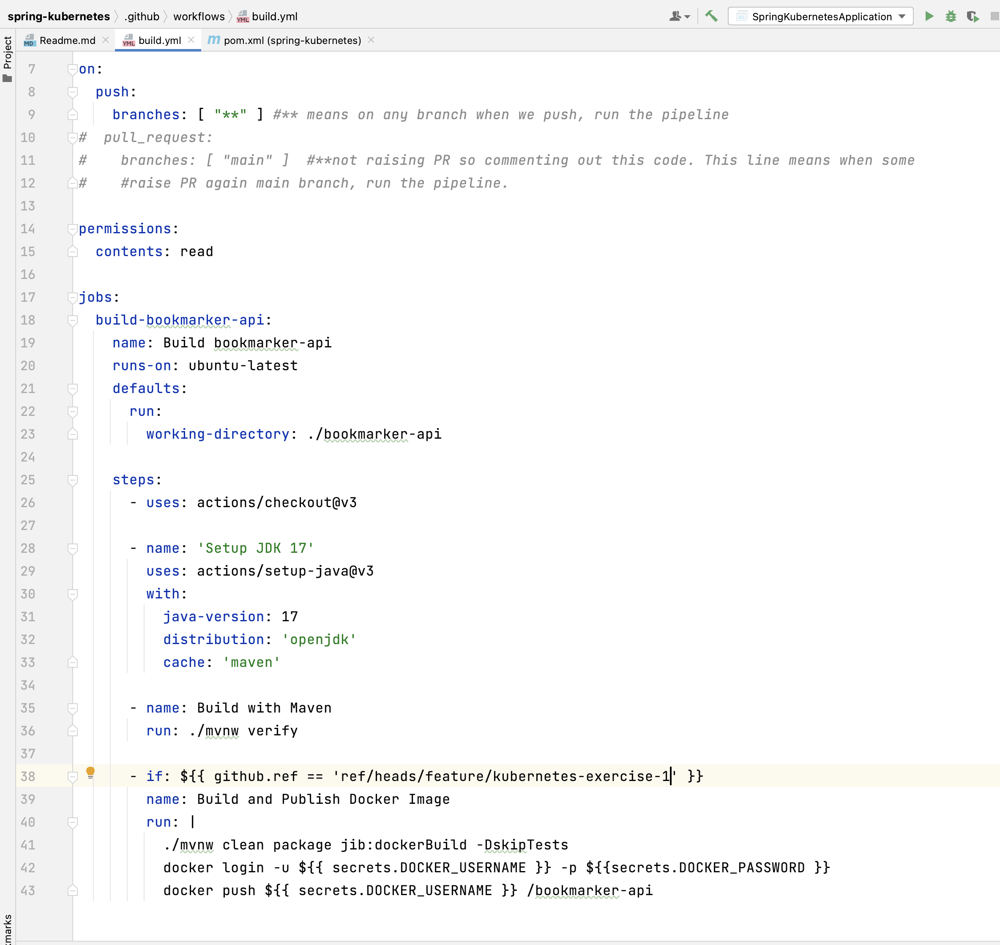 spring-kubernetes .github workflows build.yml SpringKubernetesApplication
Readme.md build.yml pom.xml (spring-kubernetes)
Project
7 on:
8 push:
9 branches: [ "**" ] #** means on any branch when we push, run the pipeline
10 # pull_request:
11 # branches: [ "main" ] #**not raising PR so commenting out this code. This line means when some
12 # #raise PR again main branch, run the pipeline.
13
14 permissions:
15 contents: read
16
17 jobs:
18 build-bookmarker-api:
19 name: Build bookmarker-api
20 runs-on: ubuntu-latest
21 defaults:
22 run:
23 working-directory: ./bookmarker-api
24
25 steps:
26 - uses: actions/checkout@v3
27
28 - name: 'Setup JDK 17'
29 uses: actions/setup-java@v3
30 with:
31 java-version: 17
32 distribution: 'openjdk'
33 cache: 'maven'
34
35 - name: Build with Maven
36 run: ./mvnw verify
37
38 - if: ${{ github.ref == 'ref/heads/feature/kubernetes-exercise-1' }}
39 name: Build and Publish Docker Image
40 run: |
41 ./mvnw clean package jib:dockerBuild -DskipTests
42 docker login -u ${{ secrets.DOCKER_USERNAME }} -p ${{secrets.DOCKER_PASSWORD }}
43 docker push ${{ secrets.DOCKER_USERNAME }} /bookmarker-api